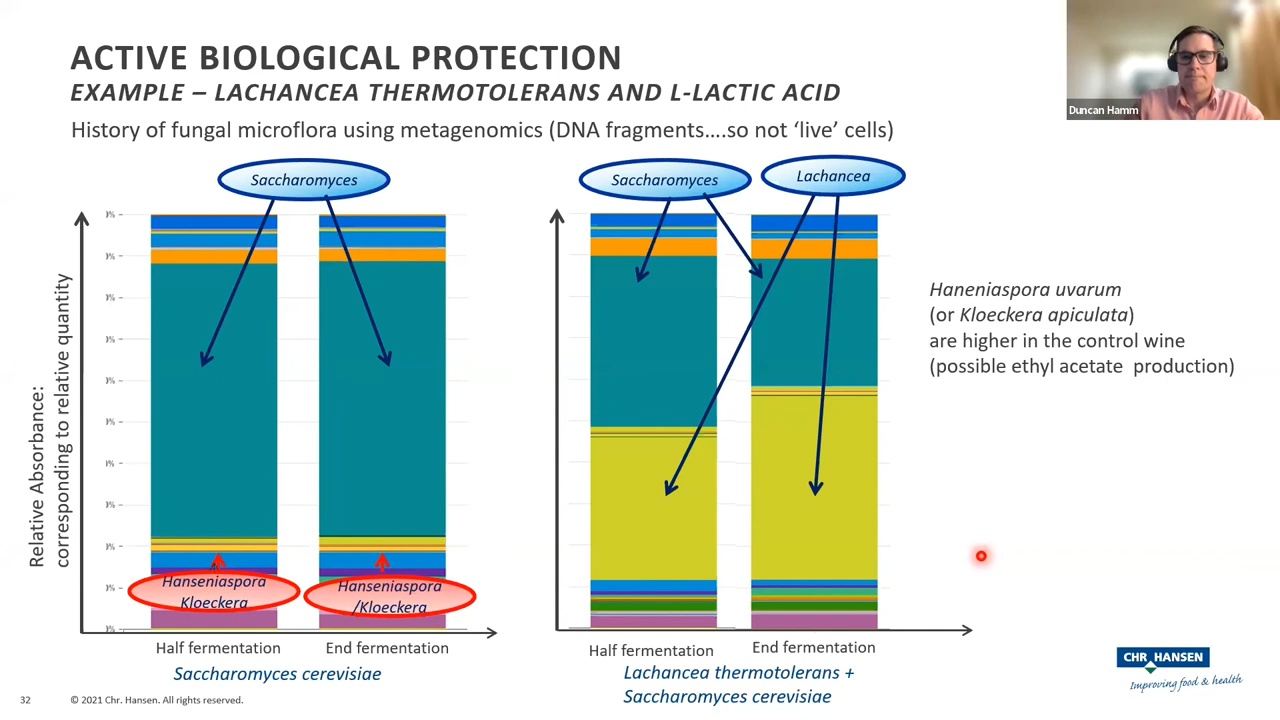 ACTIVE BIOLOGICAL PROTECTION
EXAMPLE – LACHANCEA THERMOTOLERANS AND L-LACTIC ACID
History of fungal microflora using metagenomics (DNA fragments....so not 'live' cells)
Duncan Hamm
Saccharomyces
Saccharomyces
Lachancea
Relative Absorbance:
corresponding to relative quantity
Haneniaspora uvarum
(or Kloeckera apiculata)
are higher in the control wine
(possible ethyl acetate production)
Hanseniaspora
Kloeckera
Hanseniaspora
/Kloeckera
Half fermentation
End fermentation
Half fermentation
End fermentation
Saccharomyces cerevisiae
Lachancea thermotolerans +
Saccharomyces cerevisiae
CHR HANSEN
Improving food & health
32
© 2021 Chr. Hansen. All rights reserved.